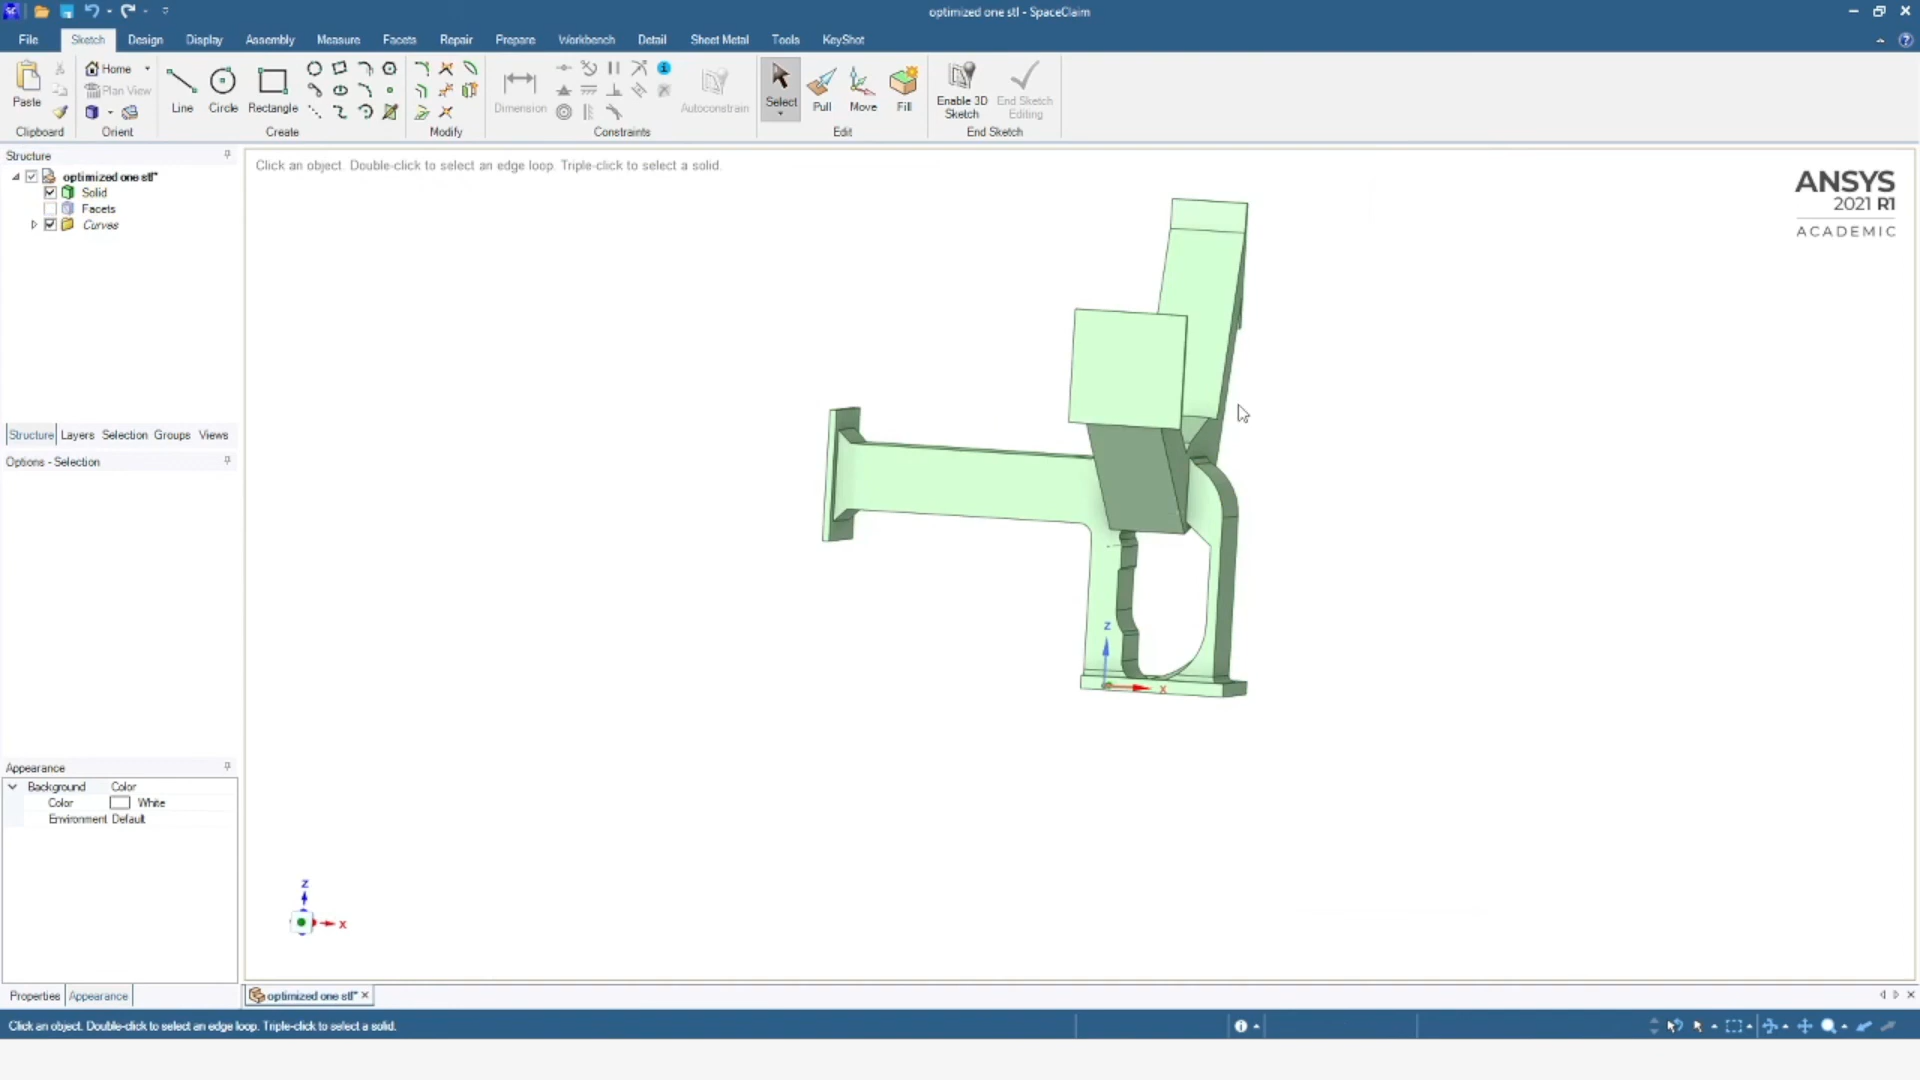 optimized one stl - SpaceClaim
File Sketch Design Display Assembly Measure Facets Repair Prepare Workbench Detail Sheet Metal Tools KeyShot
Paste
Home
Plan View
Line Circle Rectangle
Dimension
Autoconstrain
Select Pull Move Fill
Enable 3D Sketch
End Sketch Editing
Clipboard Orient Create Modify Constraints Edit End Sketch
Structure
optimized one stl*
Solid
Facets
Curves
Structure Layers Selection Groups Views
Options - Selection
Appearance
Background Color
Color White
Environment Default
Properties Appearance
Click an object. Double-click to select an edge loop. Triple-click to select a solid.
ANSYS
2021 R1
ACADEMIC
Z
X
Z
X
optimized one stl*
Click an object. Double-click to select an edge loop. Triple-click to select a solid.